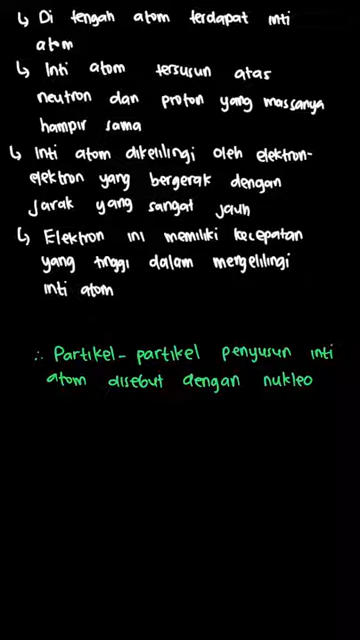 ↳ Di tengah atom terdapat inti
atom
↳ Inti atom tersusun atas
neutron dan proton yang massanya
hampir sama
↳ Inti atom dikelilingi oleh elektron-
elektron yang bergerak dengan
jarak yang sangat jauh
↳ Elektron ini memiliki kecepatan
yang tinggi dalam mengelilingi
inti atom
∴ Partikel-partikel penyusun inti
atom disebut dengan nukleo